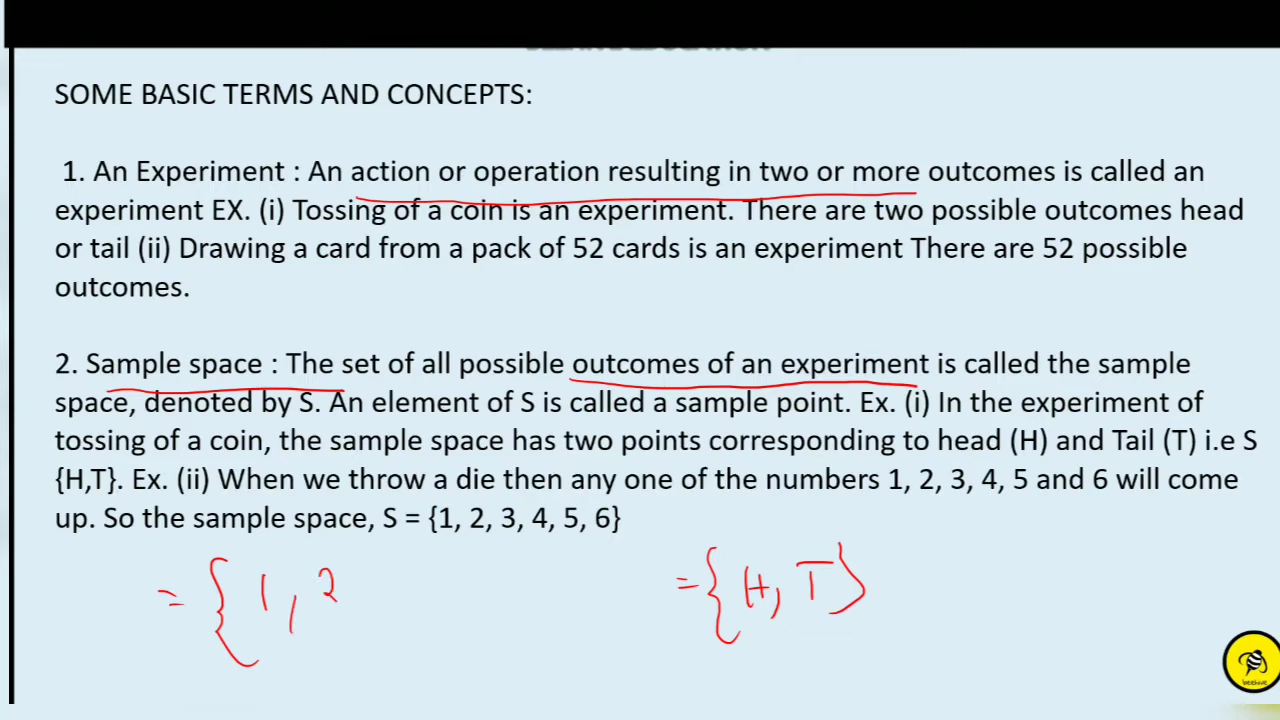 SOME BASIC TERMS AND CONCEPTS:
1. An Experiment : An action or operation resulting in two or more outcomes is called an
experiment EX. (i) Tossing of a coin is an experiment. There are two possible outcomes head
or tail (ii) Drawing a card from a pack of 52 cards is an experiment There are 52 possible
outcomes.
2. Sample space : The set of all possible outcomes of an experiment is called the sample
space, denoted by S. An element of S is called a sample point. Ex. (i) In the experiment of
tossing of a coin, the sample space has two points corresponding to head (H) and Tail (T) i.e S
{H,T}. Ex. (ii) When we throw a die then any one of the numbers 1, 2, 3, 4, 5 and 6 will come
up. So the sample space, S = {1, 2, 3, 4, 5, 6}
= { 1 , 2
= { H, T }
beehive